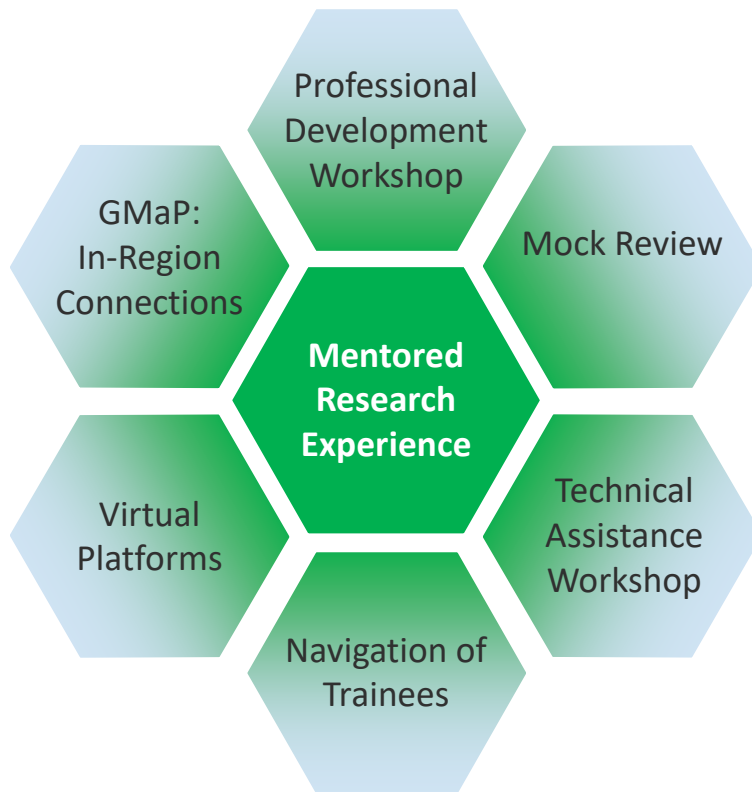 Professional
Development
Workshop
GMaP:
In-Region
Connections
Mock Review
Mentored
Research
Experience
Virtual
Platforms
Technical
Assistance
Workshop
Navigation of
Trainees